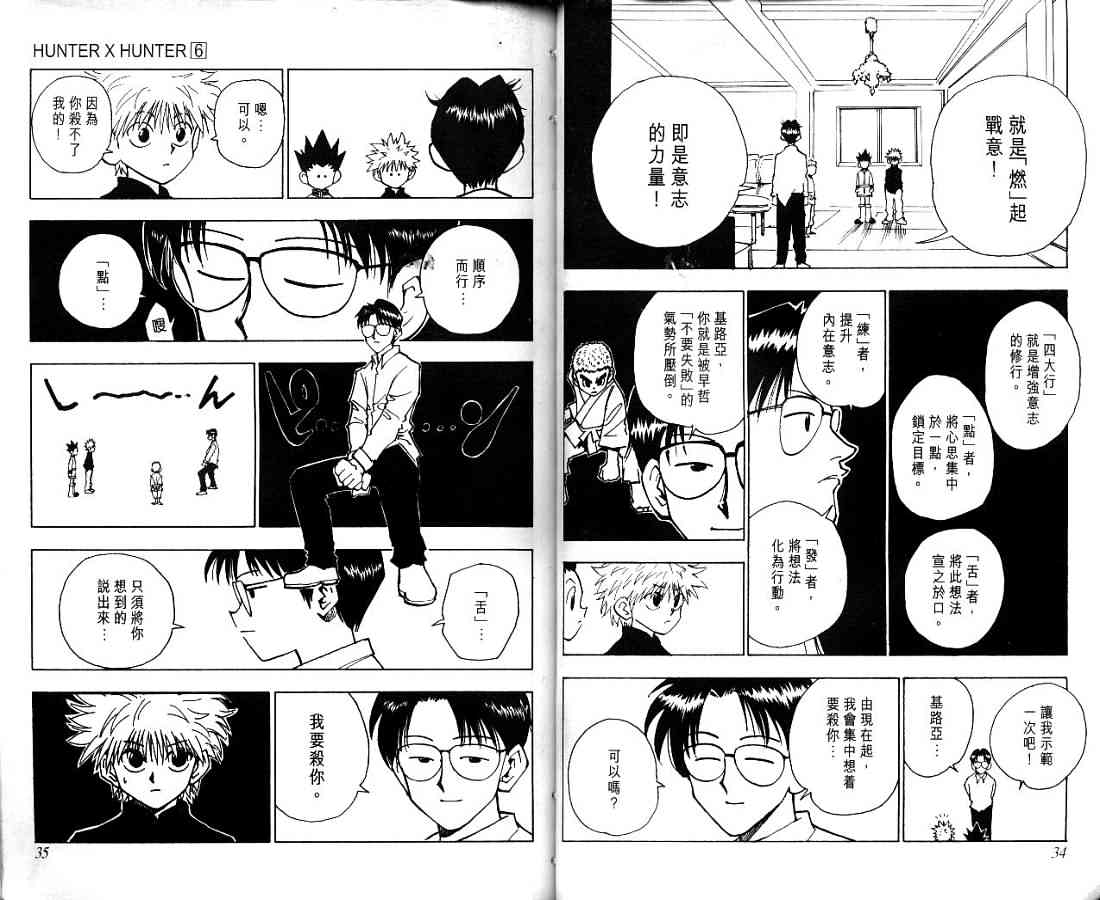 就是「燃」起
戰意！
即是意志
的力量！
「四大行」
就是增強意志
的修行。
「點」者，
將心思集中
於一點，
鎖定目標。
「舌」者，
將此想法
宣之於口。
「練」者，
提升
內在意志。
「發」者，
將想法
化為行動。
基路亞，
你就是被早哲
「不要失敗」的
氣勢所壓倒。
讓我示範
一次吧！
基路亞…
由現在起，
我會集中想着
要殺你…
可以嗎？
34
HUNTER X HUNTER 6
嗯…
可以。
因為
你殺不了
我的！
順序
而行…
「點」…
し〜〜‥ん
「舌」…
只須將你
想到的
說出來…
我要殺你。
35